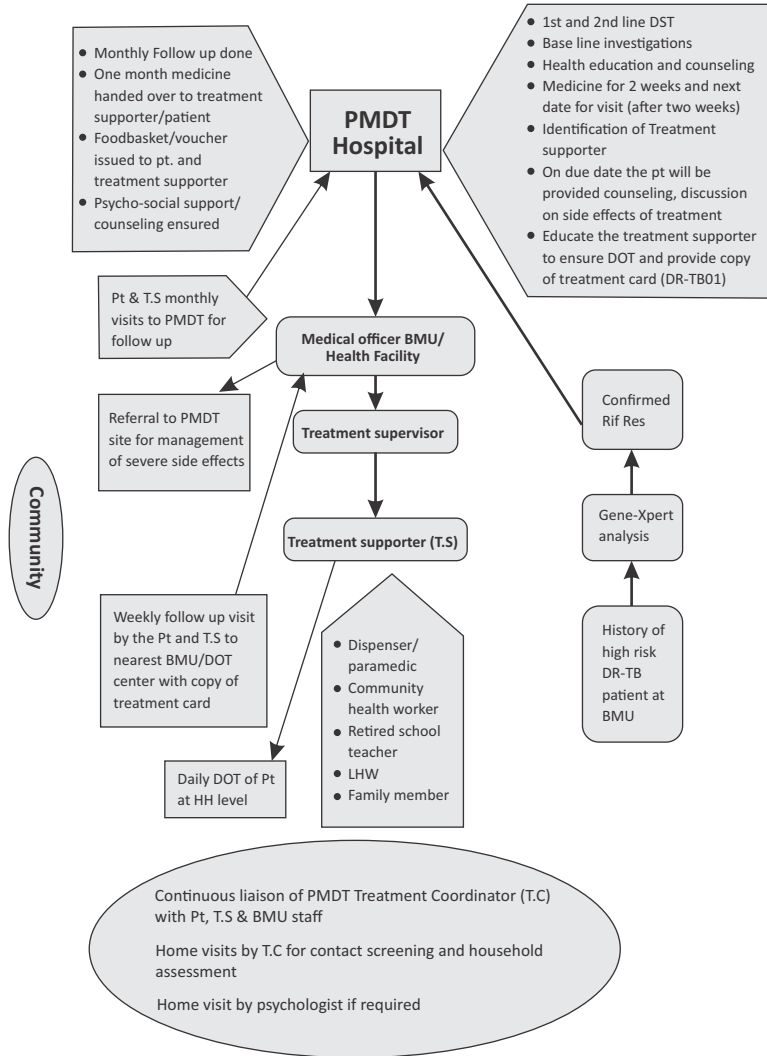 • Monthly Follow up done
• One month medicine
handed over to treatment
supporter/patient
• Foodbasket/voucher
issued to pt. and
treatment supporter
• Psycho-social support/
counseling ensured
PMDT
Hospital
• 1st and 2nd line DST
• Base line investigations
• Health education and counseling
• Medicine for 2 weeks and next
date for visit (after two weeks)
• Identification of Treatment
supporter
• On due date the pt will be
provided counseling, discussion
on side effects of treatment
• Educate the treatment supporter
to ensure DOT and provide copy
of treatment card (DR-TB01)
Pt & T.S monthly
visits to PMDT for
follow up
Medical officer BMU/
Health Facility
Referral to PMDT
site for management
of severe side effects
Treatment supervisor
Confirmed
Rif Res
Community
Treatment supporter (T.S)
Gene-Xpert
analysis
Weekly follow up visit
by the Pt and T.S to
nearest BMU/DOT
center with copy of
treatment card
• Dispenser/
paramedic
• Community
health worker
• Retired school
teacher
• LHW
• Family member
History of
high risk
DR-TB
patient at
BMU
Daily DOT of Pt
at HH level
Continuous liaison of PMDT Treatment Coordinator (T.C)
with Pt, T.S & BMU staff
Home visits by T.C for contact screening and household
assessment
Home visit by psychologist if required